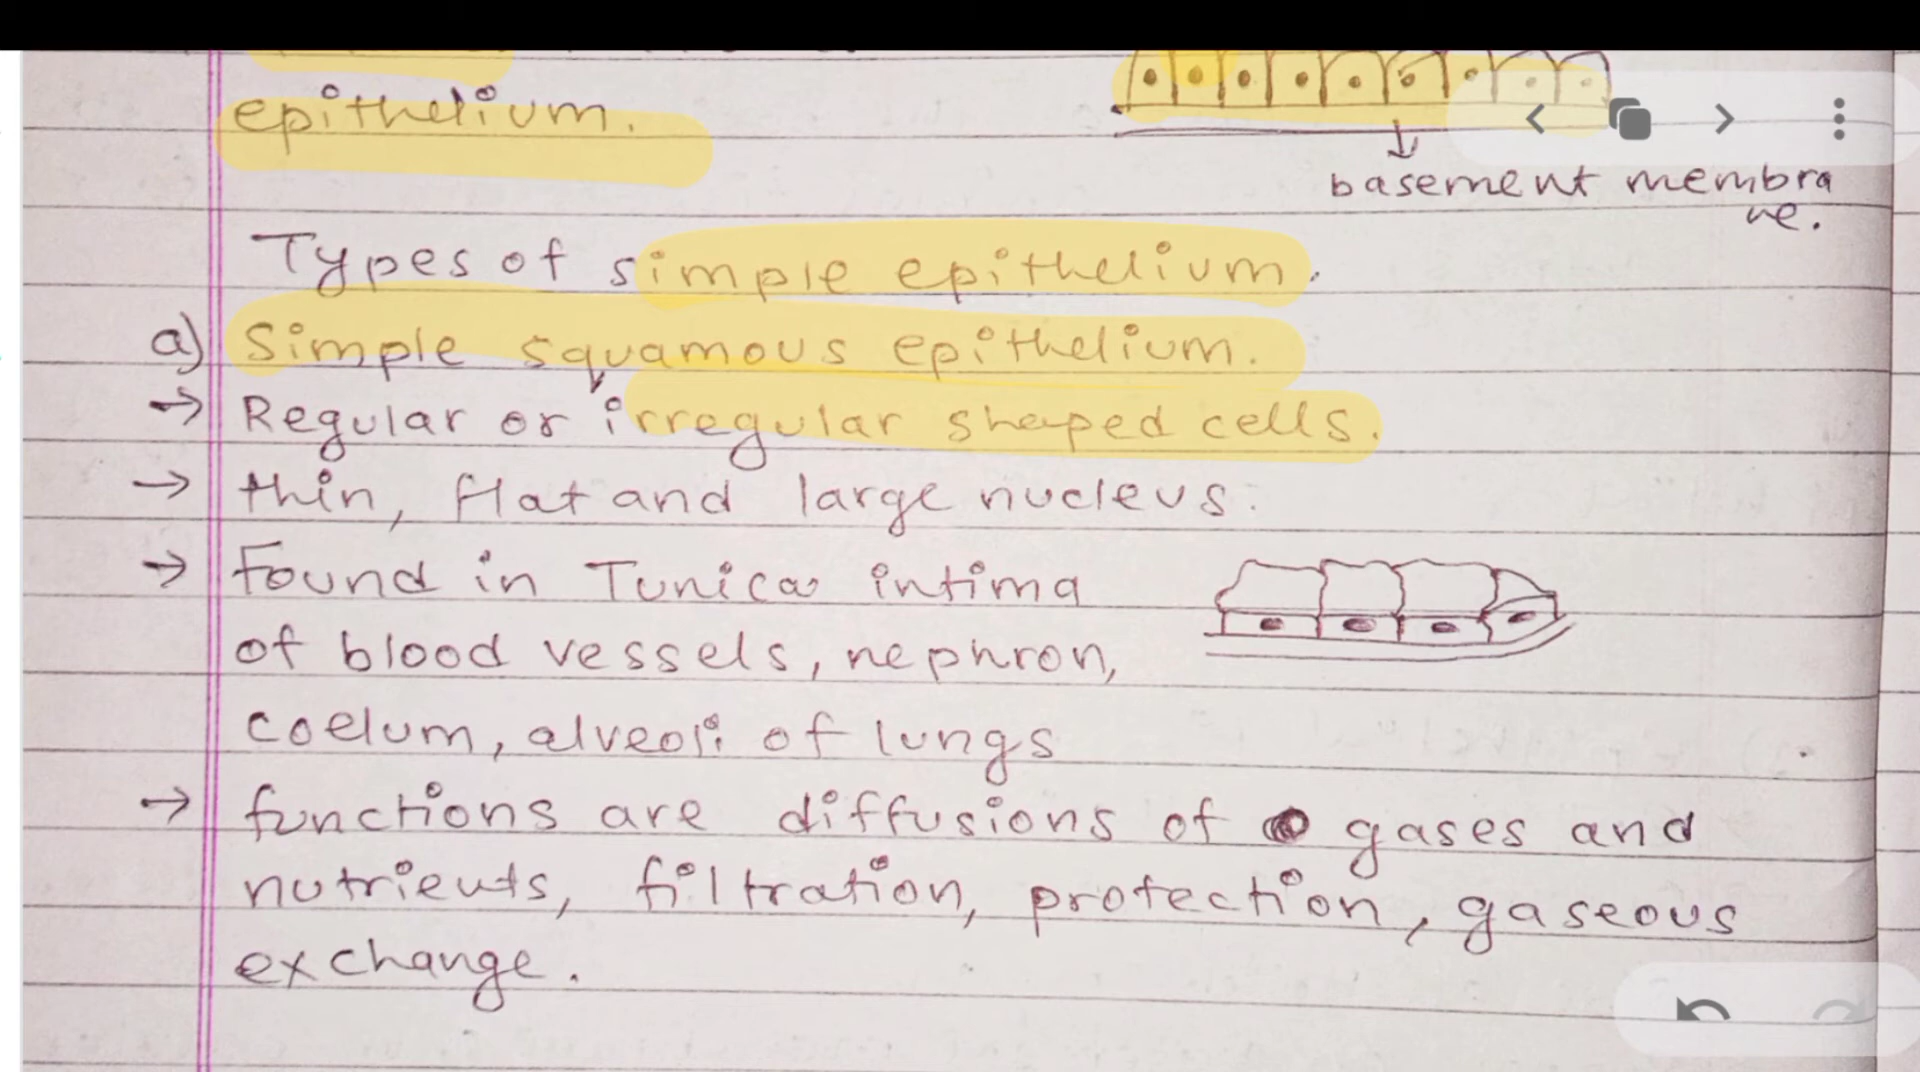 epithelium.
basement membra
ne.
Types of simple epithelium.
a) Simple squamous epithelium.
→ Regular or irregular shaped cells.
→ thin, flat and large nucleus.
→ Found in Tunica intima
of blood vessels, nephron,
coelum, alveoli of lungs
→ functions are diffusions of gases and
nutrients, filtration, protection, gaseous
exchange.